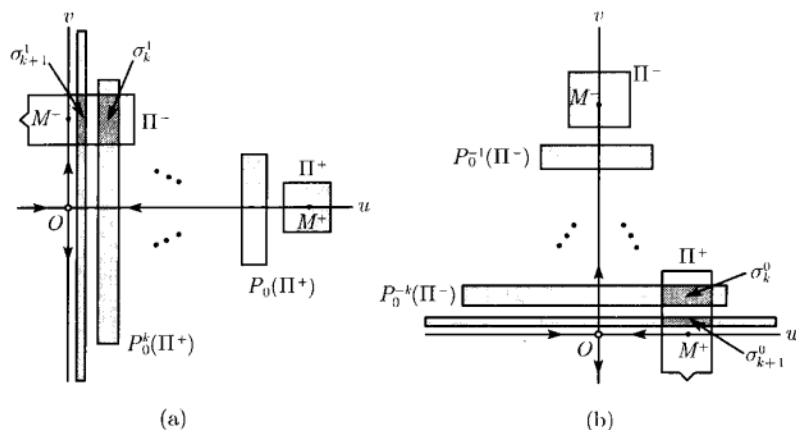 v
σ¹ₖ₊₁
σ¹ₖ
M⁻
Π⁻
Π⁺
u
O
M⁺
P₀(Π⁺)
P₀ᵏ(Π⁺)
(a)
v
Π⁻
M⁻
P₀⁻¹(Π⁻)
Π⁺
σ⁰ₖ
P₀⁻ᵏ(Π⁻)
u
O
M⁺
σ⁰ₖ₊₁
(b)